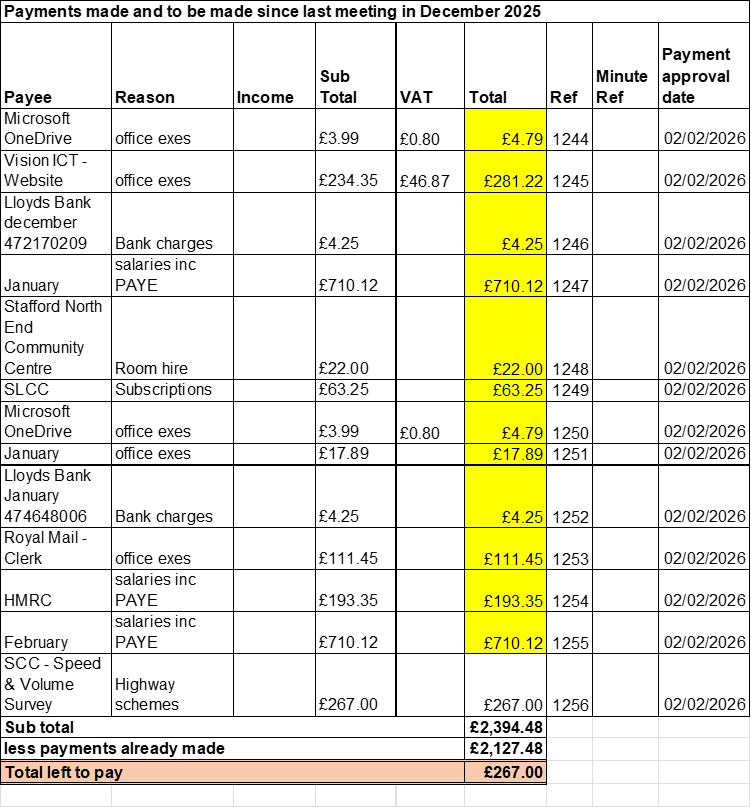 Payments made and to be made since last meeting in December 2025
Payee Reason Income Sub Total VAT Total Ref Minute Ref Payment approval date
Microsoft OneDrive office exes £3.99 £0.80 £4.79 1244 02/02/2026
Vision ICT - Website office exes £234.35 £46.87 £281.22 1245 02/02/2026
Lloyds Bank december 472170209 Bank charges £4.25 £4.25 1246 02/02/2026
January salaries inc PAYE £710.12 £710.12 1247 02/02/2026
Stafford North End Community Centre Room hire £22.00 £22.00 1248 02/02/2026
SLCC Subscriptions £63.25 £63.25 1249 02/02/2026
Microsoft OneDrive office exes £3.99 £0.80 £4.79 1250 02/02/2026
January office exes £17.89 £17.89 1251 02/02/2026
Lloyds Bank January 474648006 Bank charges £4.25 £4.25 1252 02/02/2026
Royal Mail - Clerk office exes £111.45 £111.45 1253 02/02/2026
HMRC salaries inc PAYE £193.35 £193.35 1254 02/02/2026
February salaries inc PAYE £710.12 £710.12 1255 02/02/2026
SCC - Speed & Volume Survey Highway schemes £267.00 £267.00 1256 02/02/2026
Sub total £2,394.48
less payments already made £2,127.48
Total left to pay £267.00